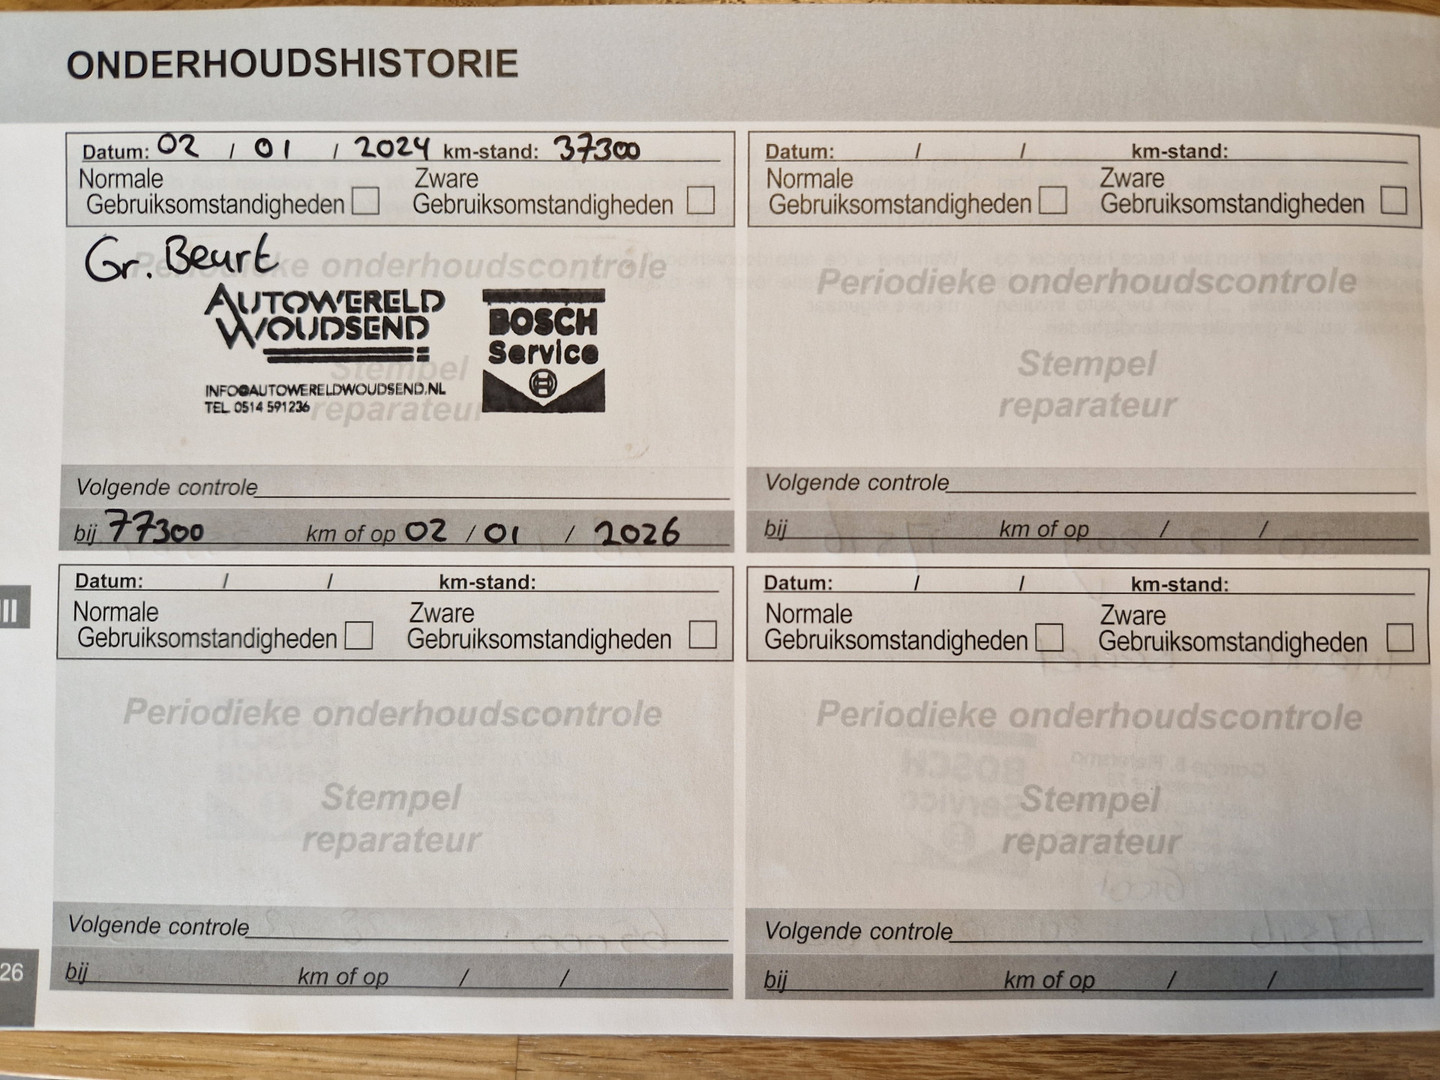 ONDERHOUDSHISTORIE
Datum: 02 / 01 / 2024 km-stand: 37300
Normale
Gebruiksomstandigheden
Zware
Gebruiksomstandigheden
Gr. Beurt
Periodieke onderhoudscontrole
AUTOWERELD
WOUDSEND
BOSCH
Service
Stempel
reparateur
INFO@AUTOWERELDWOUDSEND.NL
TEL 0514 591236
Volgende controle
bij 77300 km of op 02 / 01 / 2026
Datum: / / km-stand:
Normale
Gebruiksomstandigheden
Zware
Gebruiksomstandigheden
Periodieke onderhoudscontrole
Stempel
reparateur
Volgende controle
bij km of op / /
III
Datum: / / km-stand:
Normale
Gebruiksomstandigheden
Zware
Gebruiksomstandigheden
Periodieke onderhoudscontrole
Stempel
reparateur
Volgende controle
bij km of op / /
Datum: / / km-stand:
Normale
Gebruiksomstandigheden
Zware
Gebruiksomstandigheden
Periodieke onderhoudscontrole
Stempel
reparateur
Volgende controle
bij km of op / /
26